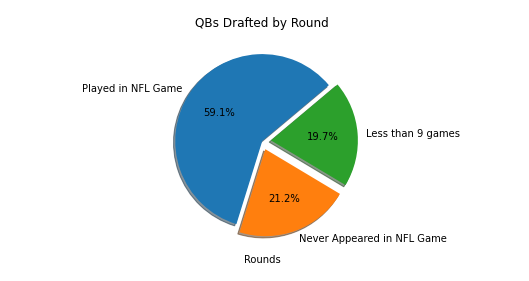 QBs Drafted by Round
Played in NFL Game
59.1%
19.7%
Less than 9 games
21.2%
Never Appeared in NFL Game
Rounds